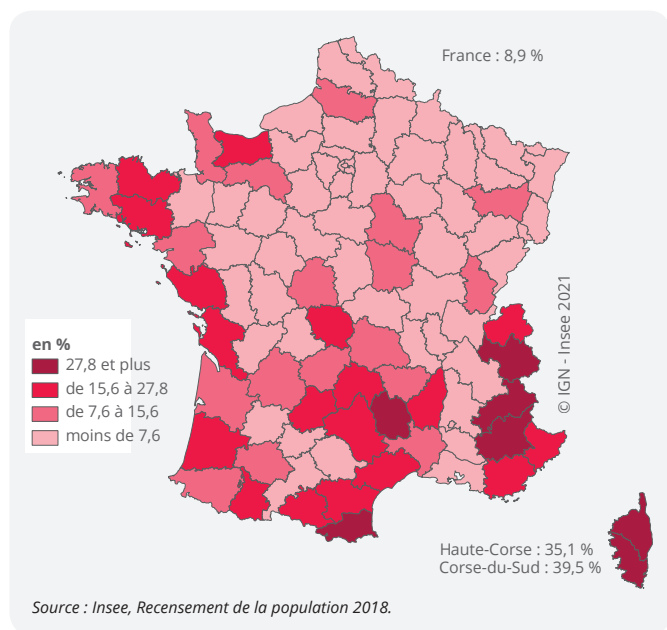 France : 8,9 %
© IGN - Insee 2021
en %
27,8 et plus
de 15,6 à 27,8
de 7,6 à 15,6
moins de 7,6
Haute-Corse : 35,1 %
Corse-du-Sud : 39,5 %
Source : Insee, Recensement de la population 2018.